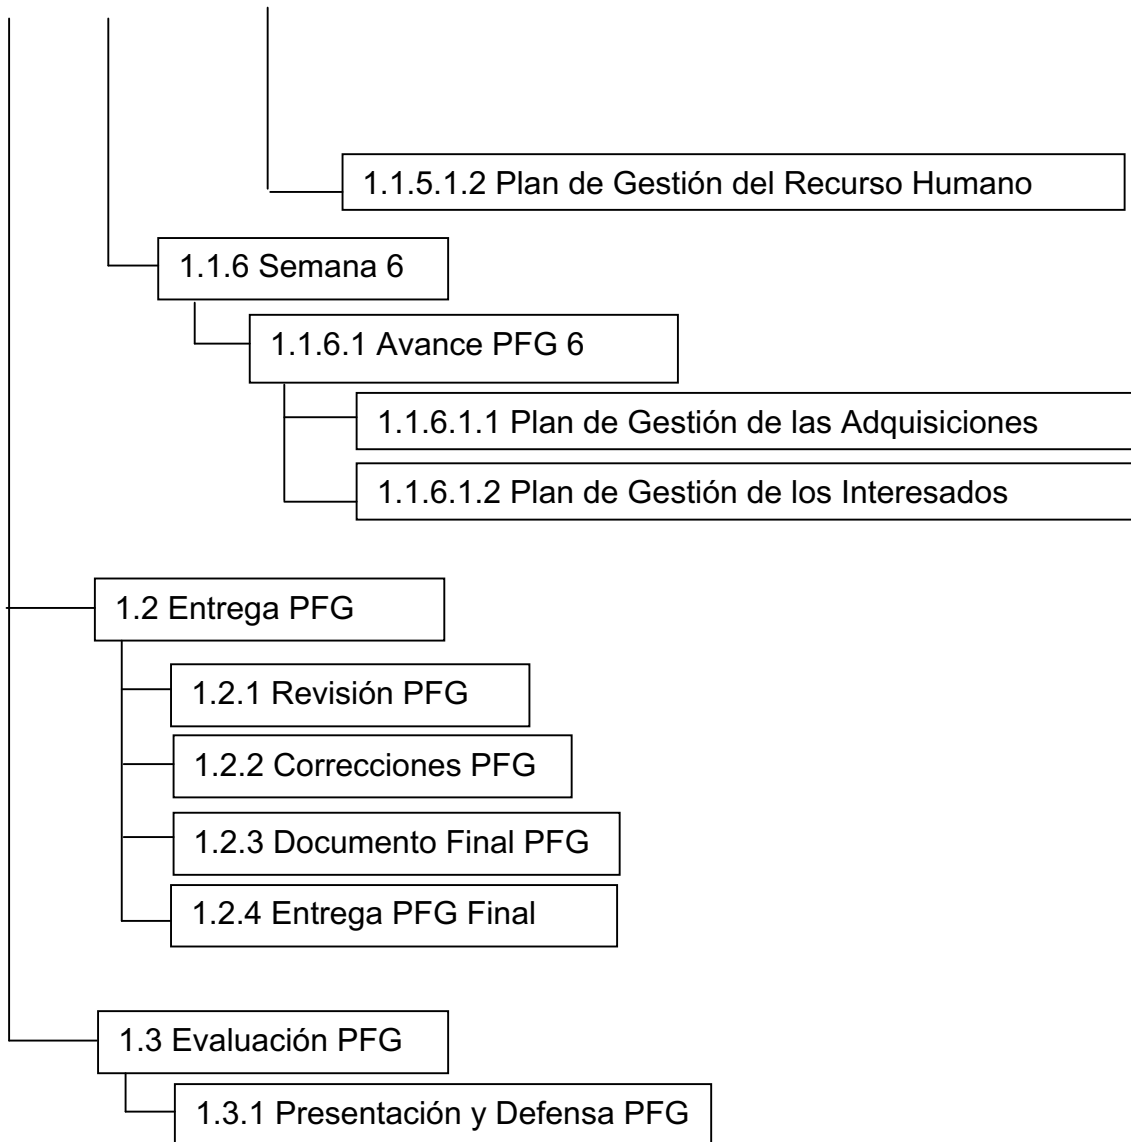 1.1.5.1.2 Plan de Gestión del Recurso Humano
1.1.6 Semana 6
1.1.6.1 Avance PFG 6
1.1.6.1.1 Plan de Gestión de las Adquisiciones
1.1.6.1.2 Plan de Gestión de los Interesados
1.2 Entrega PFG
1.2.1 Revisión PFG
1.2.2 Correcciones PFG
1.2.3 Documento Final PFG
1.2.4 Entrega PFG Final
1.3 Evaluación PFG
1.3.1 Presentación y Defensa PFG